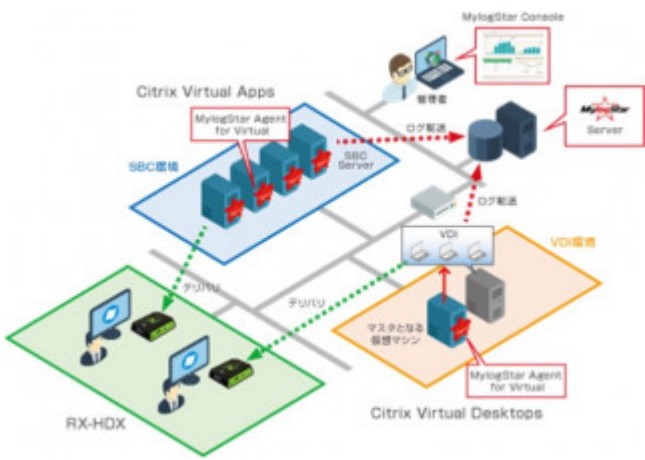 MylogStar Console
管理者
Citrix Virtual Apps
MylogStar Agent
for Virtual
ログ転送
MylogStar
Server
SBC環境
SBC
Server
ログ転送
VDI
VDI環境
デリバリ
デリバリ
マスタとなる
仮想マシン
MylogStar Agent
for Virtual
RX-HDX
Citrix Virtual Desktops